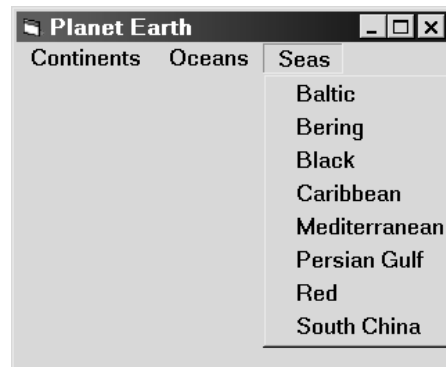 Planet Earth
Continents Oceans Seas
Baltic
Bering
Black
Caribbean
Mediterranean
Persian Gulf
Red
South China